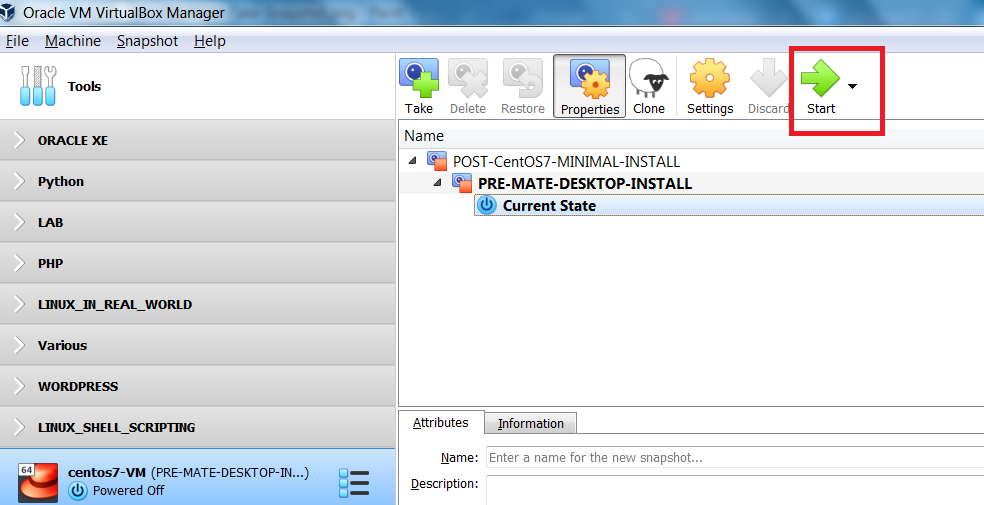 Oracle VM VirtualBox Manager
File Machine Snapshot Help
Tools
Take Delete Restore Properties Clone Settings Discard Start
Name
ORACLE XE
Python
LAB
PHP
LINUX_IN_REAL_WORLD
Various
WORDPRESS
LINUX_SHELL_SCRIPTING
64
centos7-VM (PRE-MATE-DESKTOP-IN...)
Powered Off
POST-CentOS7-MINIMAL-INSTALL
PRE-MATE-DESKTOP-INSTALL
Current State
Attributes Information
Name: Enter a name for the new snapshot...
Description: